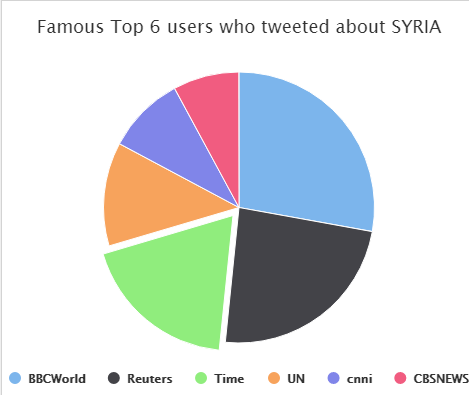 Famous Top 6 users who tweeted about SYRIA
BBCWorld Reuters Time UN cnni CBSNEWS